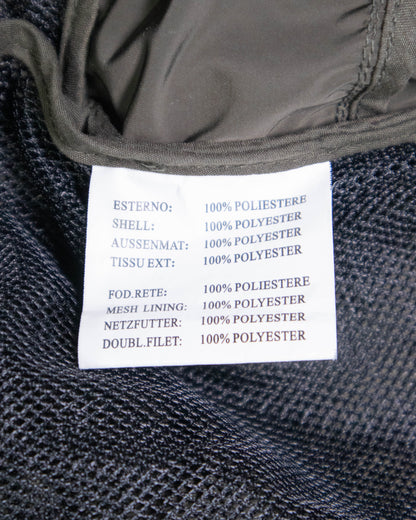 ESTERNO: 100% POLIESTERE
SHELL: 100% POLYESTER
AUSSENMAT: 100% POLYESTER
TISSU EXT: 100% POLYESTER
FOD.RETE: 100% POLIESTERE
MESH LINING: 100% POLYESTER
NETZFUTTER: 100% POLYESTER
DOUBL.FILET: 100% POLYESTER